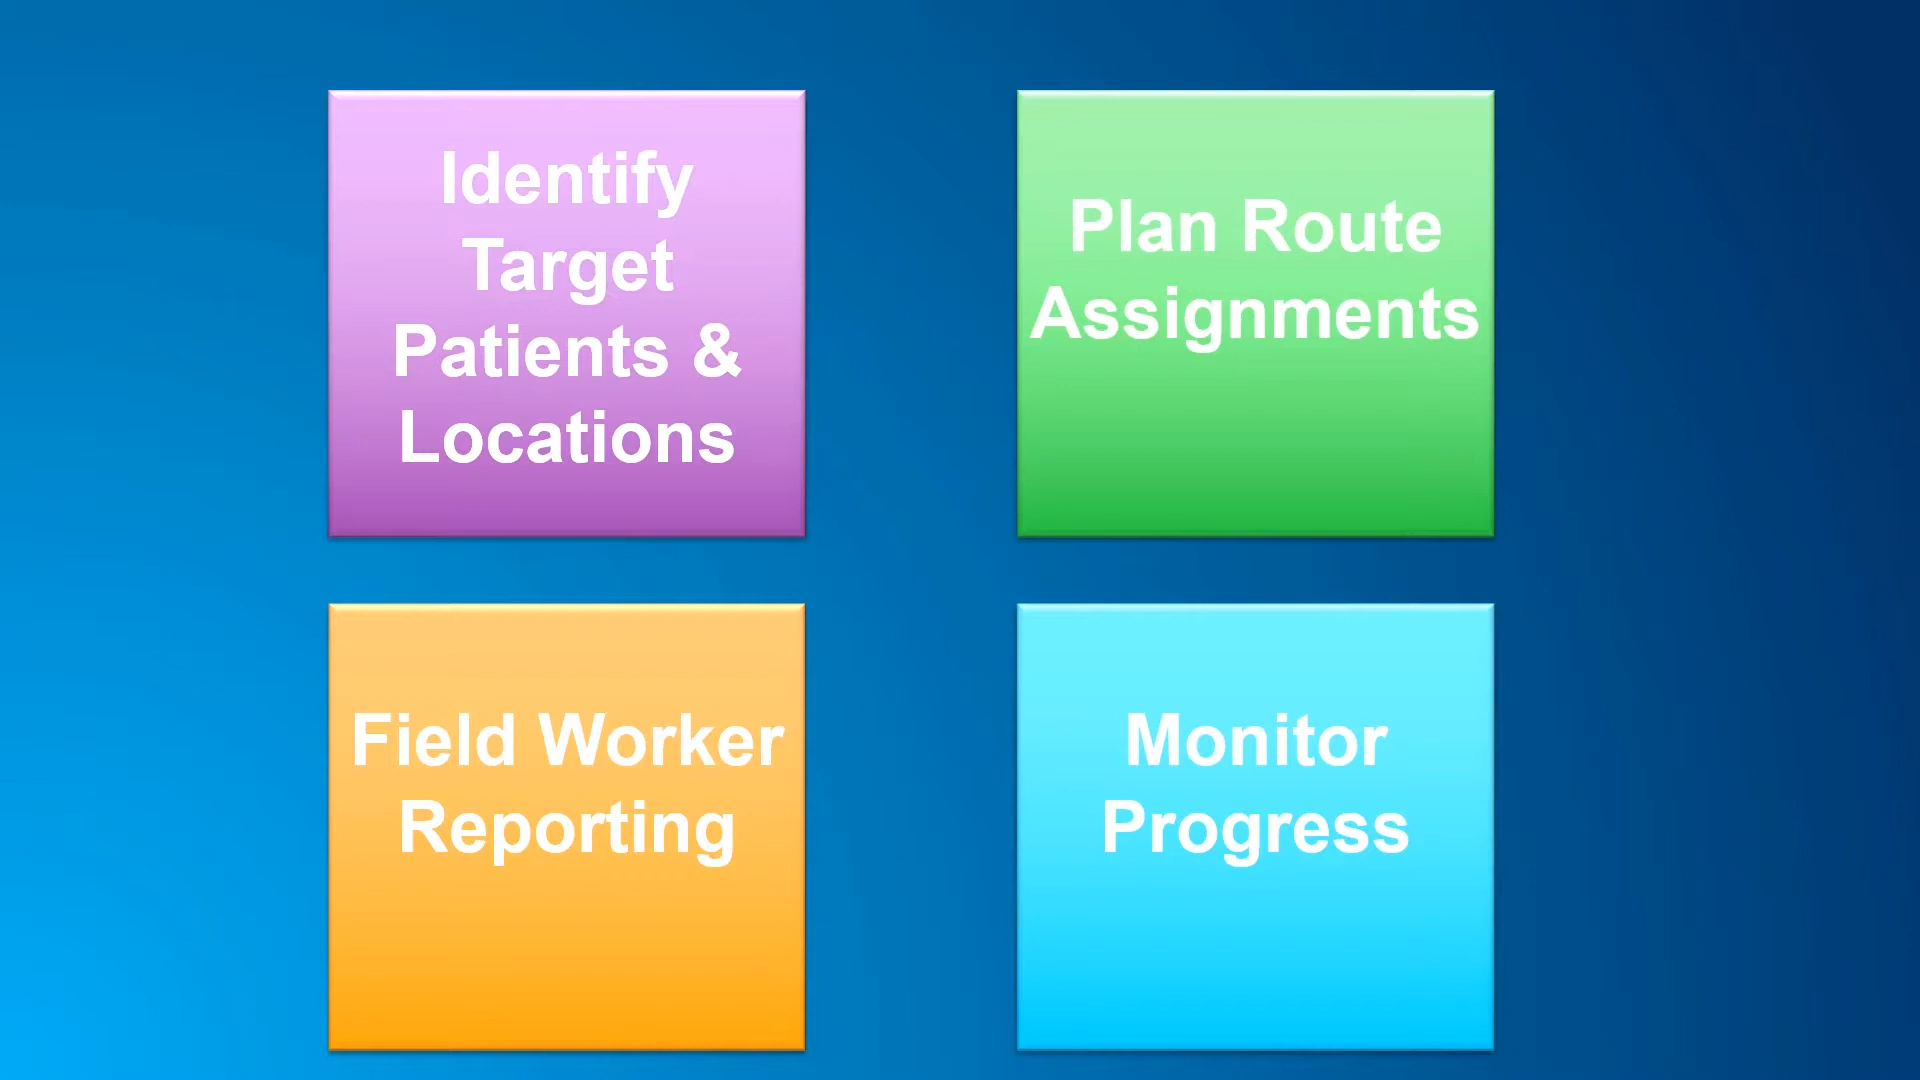 Identify
Target
Patients &
Locations
Plan Route
Assignments
Field Worker
Reporting
Monitor
Progress